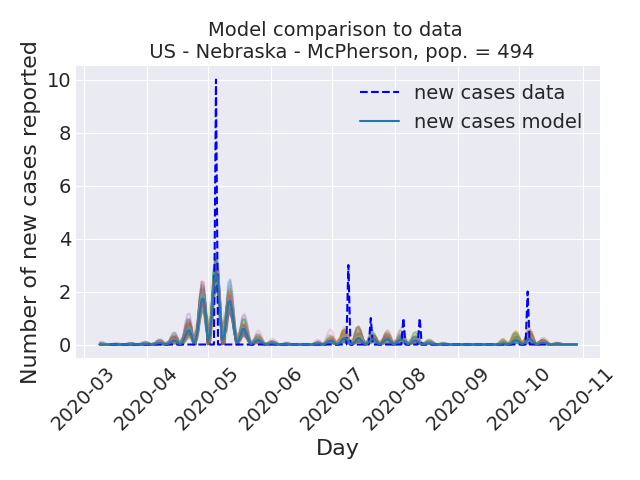 Model comparison to data
US - Nebraska - McPherson, pop. = 494
Number of new cases reported
10
8
6
4
2
0
new cases data
new cases model
2020-03
2020-04
2020-05
2020-06
2020-07
2020-08
2020-09
2020-10
2020-11
Day